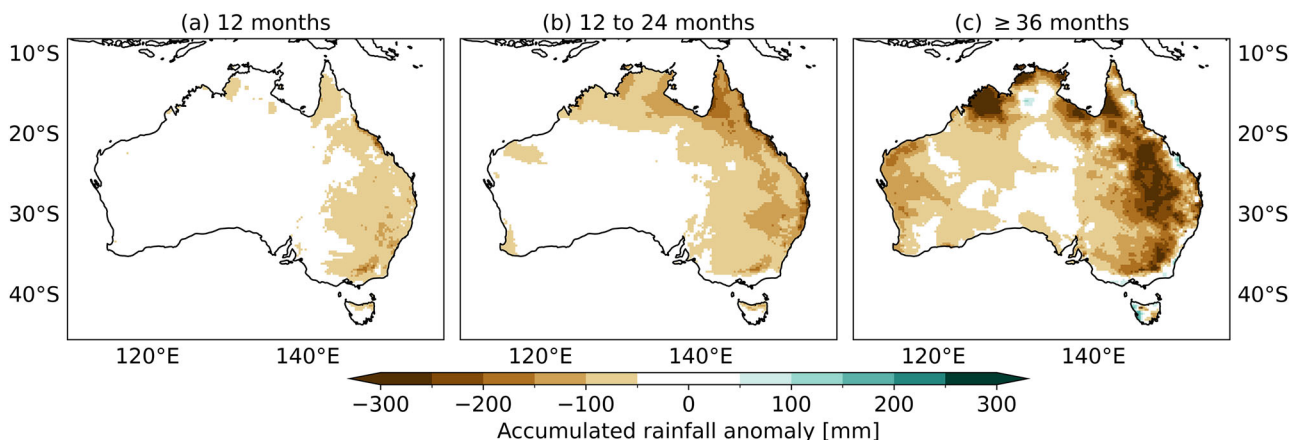 (a) 12 months
(b) 12 to 24 months
(c) ≥ 36 months
10°S
10°S
20°S
20°S
30°S
30°S
40°S
40°S
120°E
140°E
120°E
140°E
120°E
140°E
−300
−200
−100
0
100
200
300
Accumulated rainfall anomaly [mm]